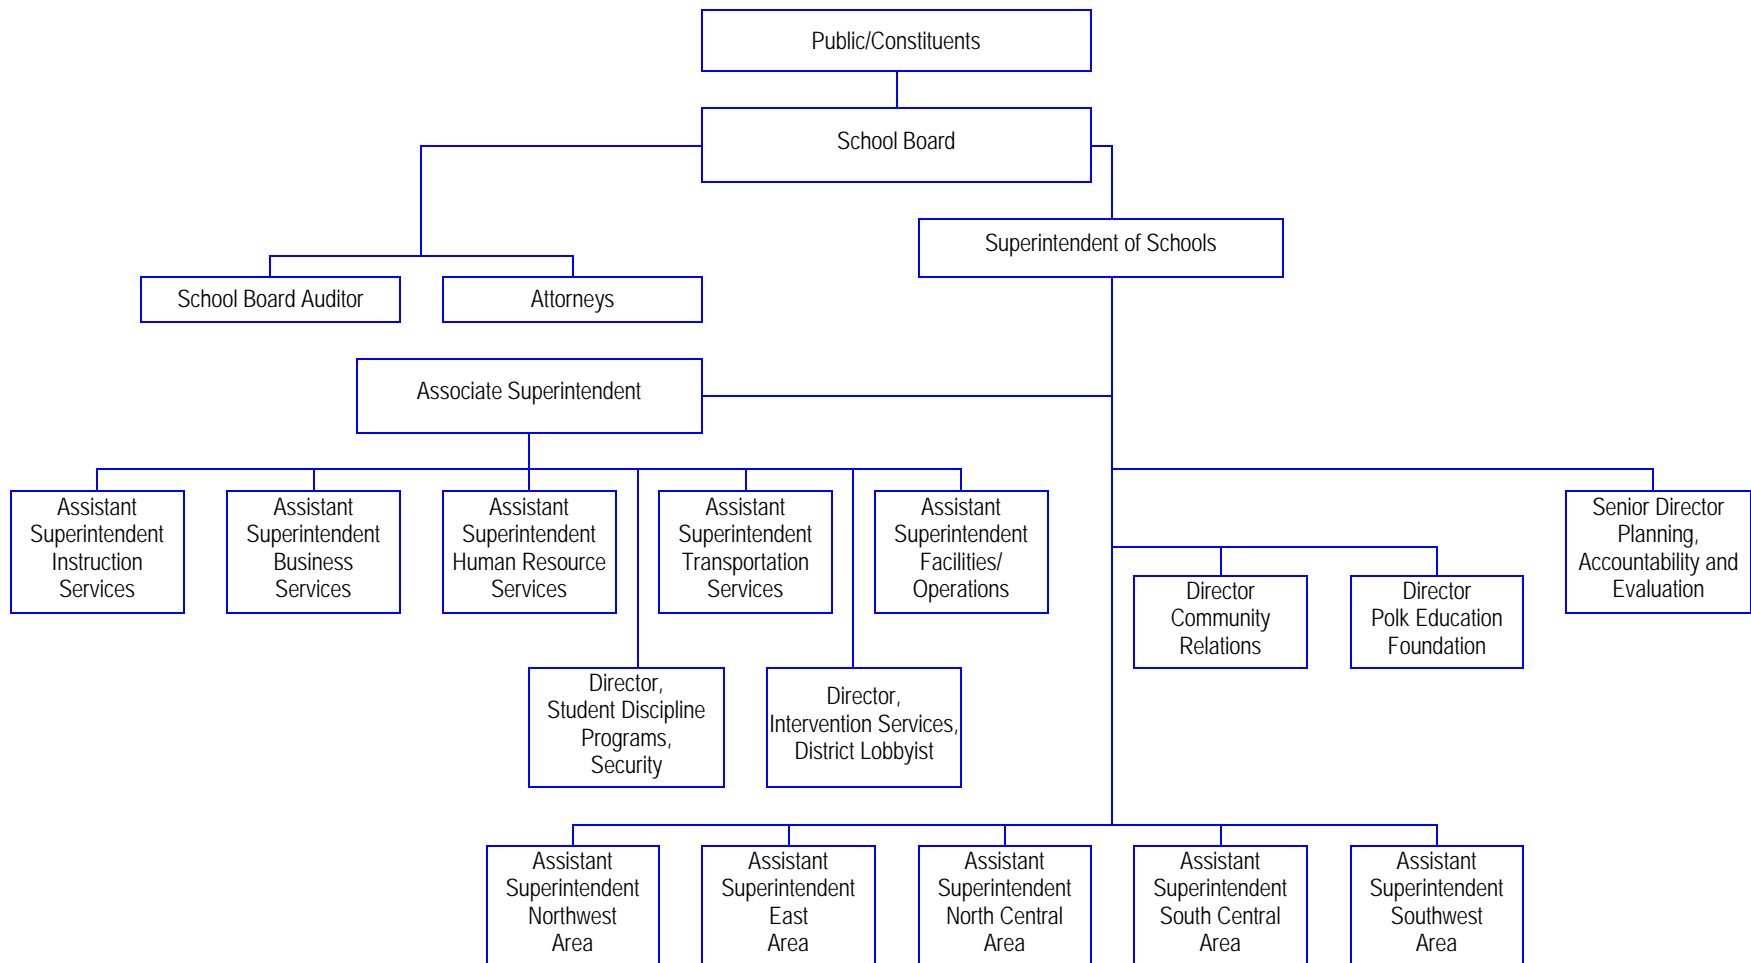 Public/Constituents
School Board
Superintendent of Schools
School Board Auditor
Attorneys
Associate Superintendent
Assistant
Superintendent
Instruction
Services
Assistant
Superintendent
Business
Services
Assistant
Superintendent
Human Resource
Services
Assistant
Superintendent
Transportation
Services
Assistant
Superintendent
Facilities/
Operations
Senior Director
Planning,
Accountability and
Evaluation
Director
Community
Relations
Director
Polk Education
Foundation
Director,
Student Discipline
Programs,
Security
Director,
Intervention Services,
District Lobbyist
Assistant
Superintendent
Northwest
Area
Assistant
Superintendent
East
Area
Assistant
Superintendent
North Central
Area
Assistant
Superintendent
South Central
Area
Assistant
Superintendent
Southwest
Area